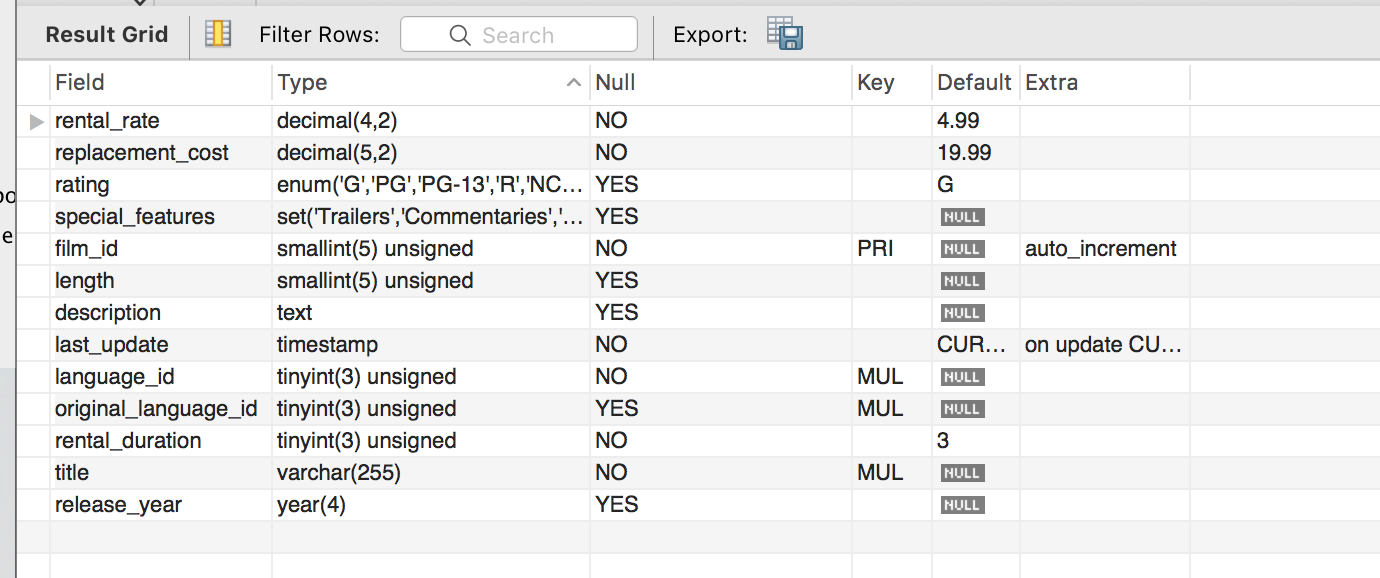 Result Grid Filter Rows: Search Export:
Field Type Null Key Default Extra
rental_rate decimal(4,2) NO 4.99
replacement_cost decimal(5,2) NO 19.99
rating enum('G','PG','PG-13','R','NC... YES G
special_features set('Trailers','Commentaries','... YES NULL
film_id smallint(5) unsigned NO PRI NULL auto_increment
length smallint(5) unsigned YES NULL
description text YES NULL
last_update timestamp NO CUR... on update CU...
language_id tinyint(3) unsigned NO MUL NULL
original_language_id tinyint(3) unsigned YES MUL NULL
rental_duration tinyint(3) unsigned NO 3
title varchar(255) NO MUL NULL
release_year year(4) YES NULL